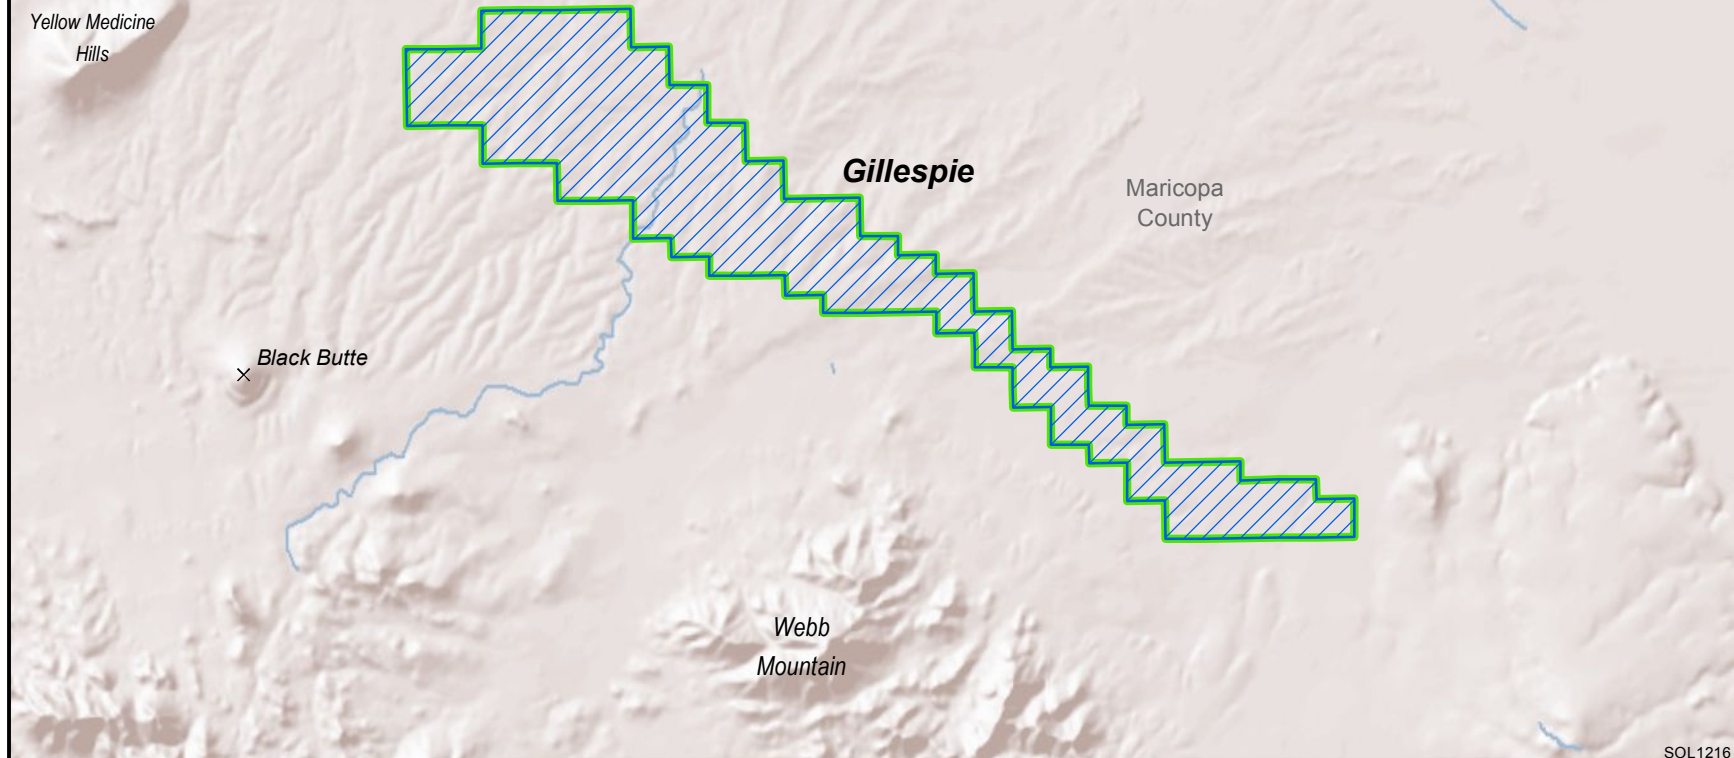 Yellow Medicine
Hills
Gillespie
Maricopa
County
Black Butte
Webb
Mountain
SOL1216